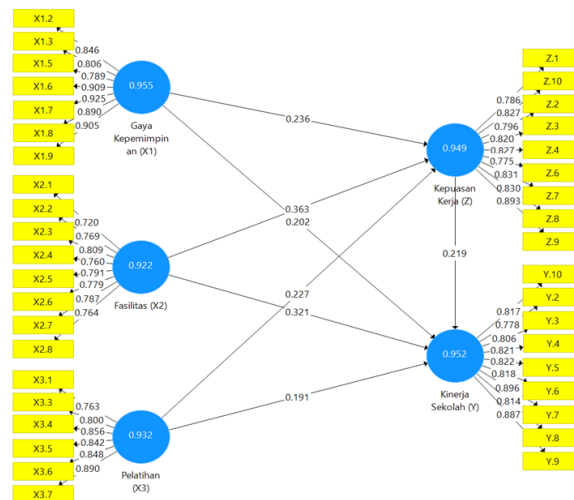 X1.2
X1.3
X1.5
X1.6
X1.7
X1.8
X1.9
0.846
0.806
0.789
0.909
0.925
0.890
0.905
0.955
Gaya
Kepemimpin
an (X1)
X2.1
X2.2
X2.3
X2.4
X2.5
X2.6
X2.7
X2.8
0.720
0.769
0.809
0.760
0.791
0.779
0.787
0.764
0.922
Fasilitas (X2)
X3.1
X3.3
X3.4
X3.5
X3.6
X3.7
0.763
0.800
0.856
0.842
0.848
0.890
0.932
Pelatihan
(X3)
0.236
0.363
0.202
0.227
0.321
0.191
0.219
0.949
Kepuasan
Kerja (Z)
0.786
0.827
0.796
0.820
0.827
0.775
0.831
0.830
0.893
Z.1
Z.10
Z.2
Z.3
Z.4
Z.6
Z.7
Z.8
Z.9
0.952
Kinerja
Sekolah (Y)
0.817
0.778
0.806
0.821
0.822
0.818
0.896
0.814
0.887
Y.10
Y.2
Y.3
Y.4
Y.5
Y.6
Y.7
Y.8
Y.9